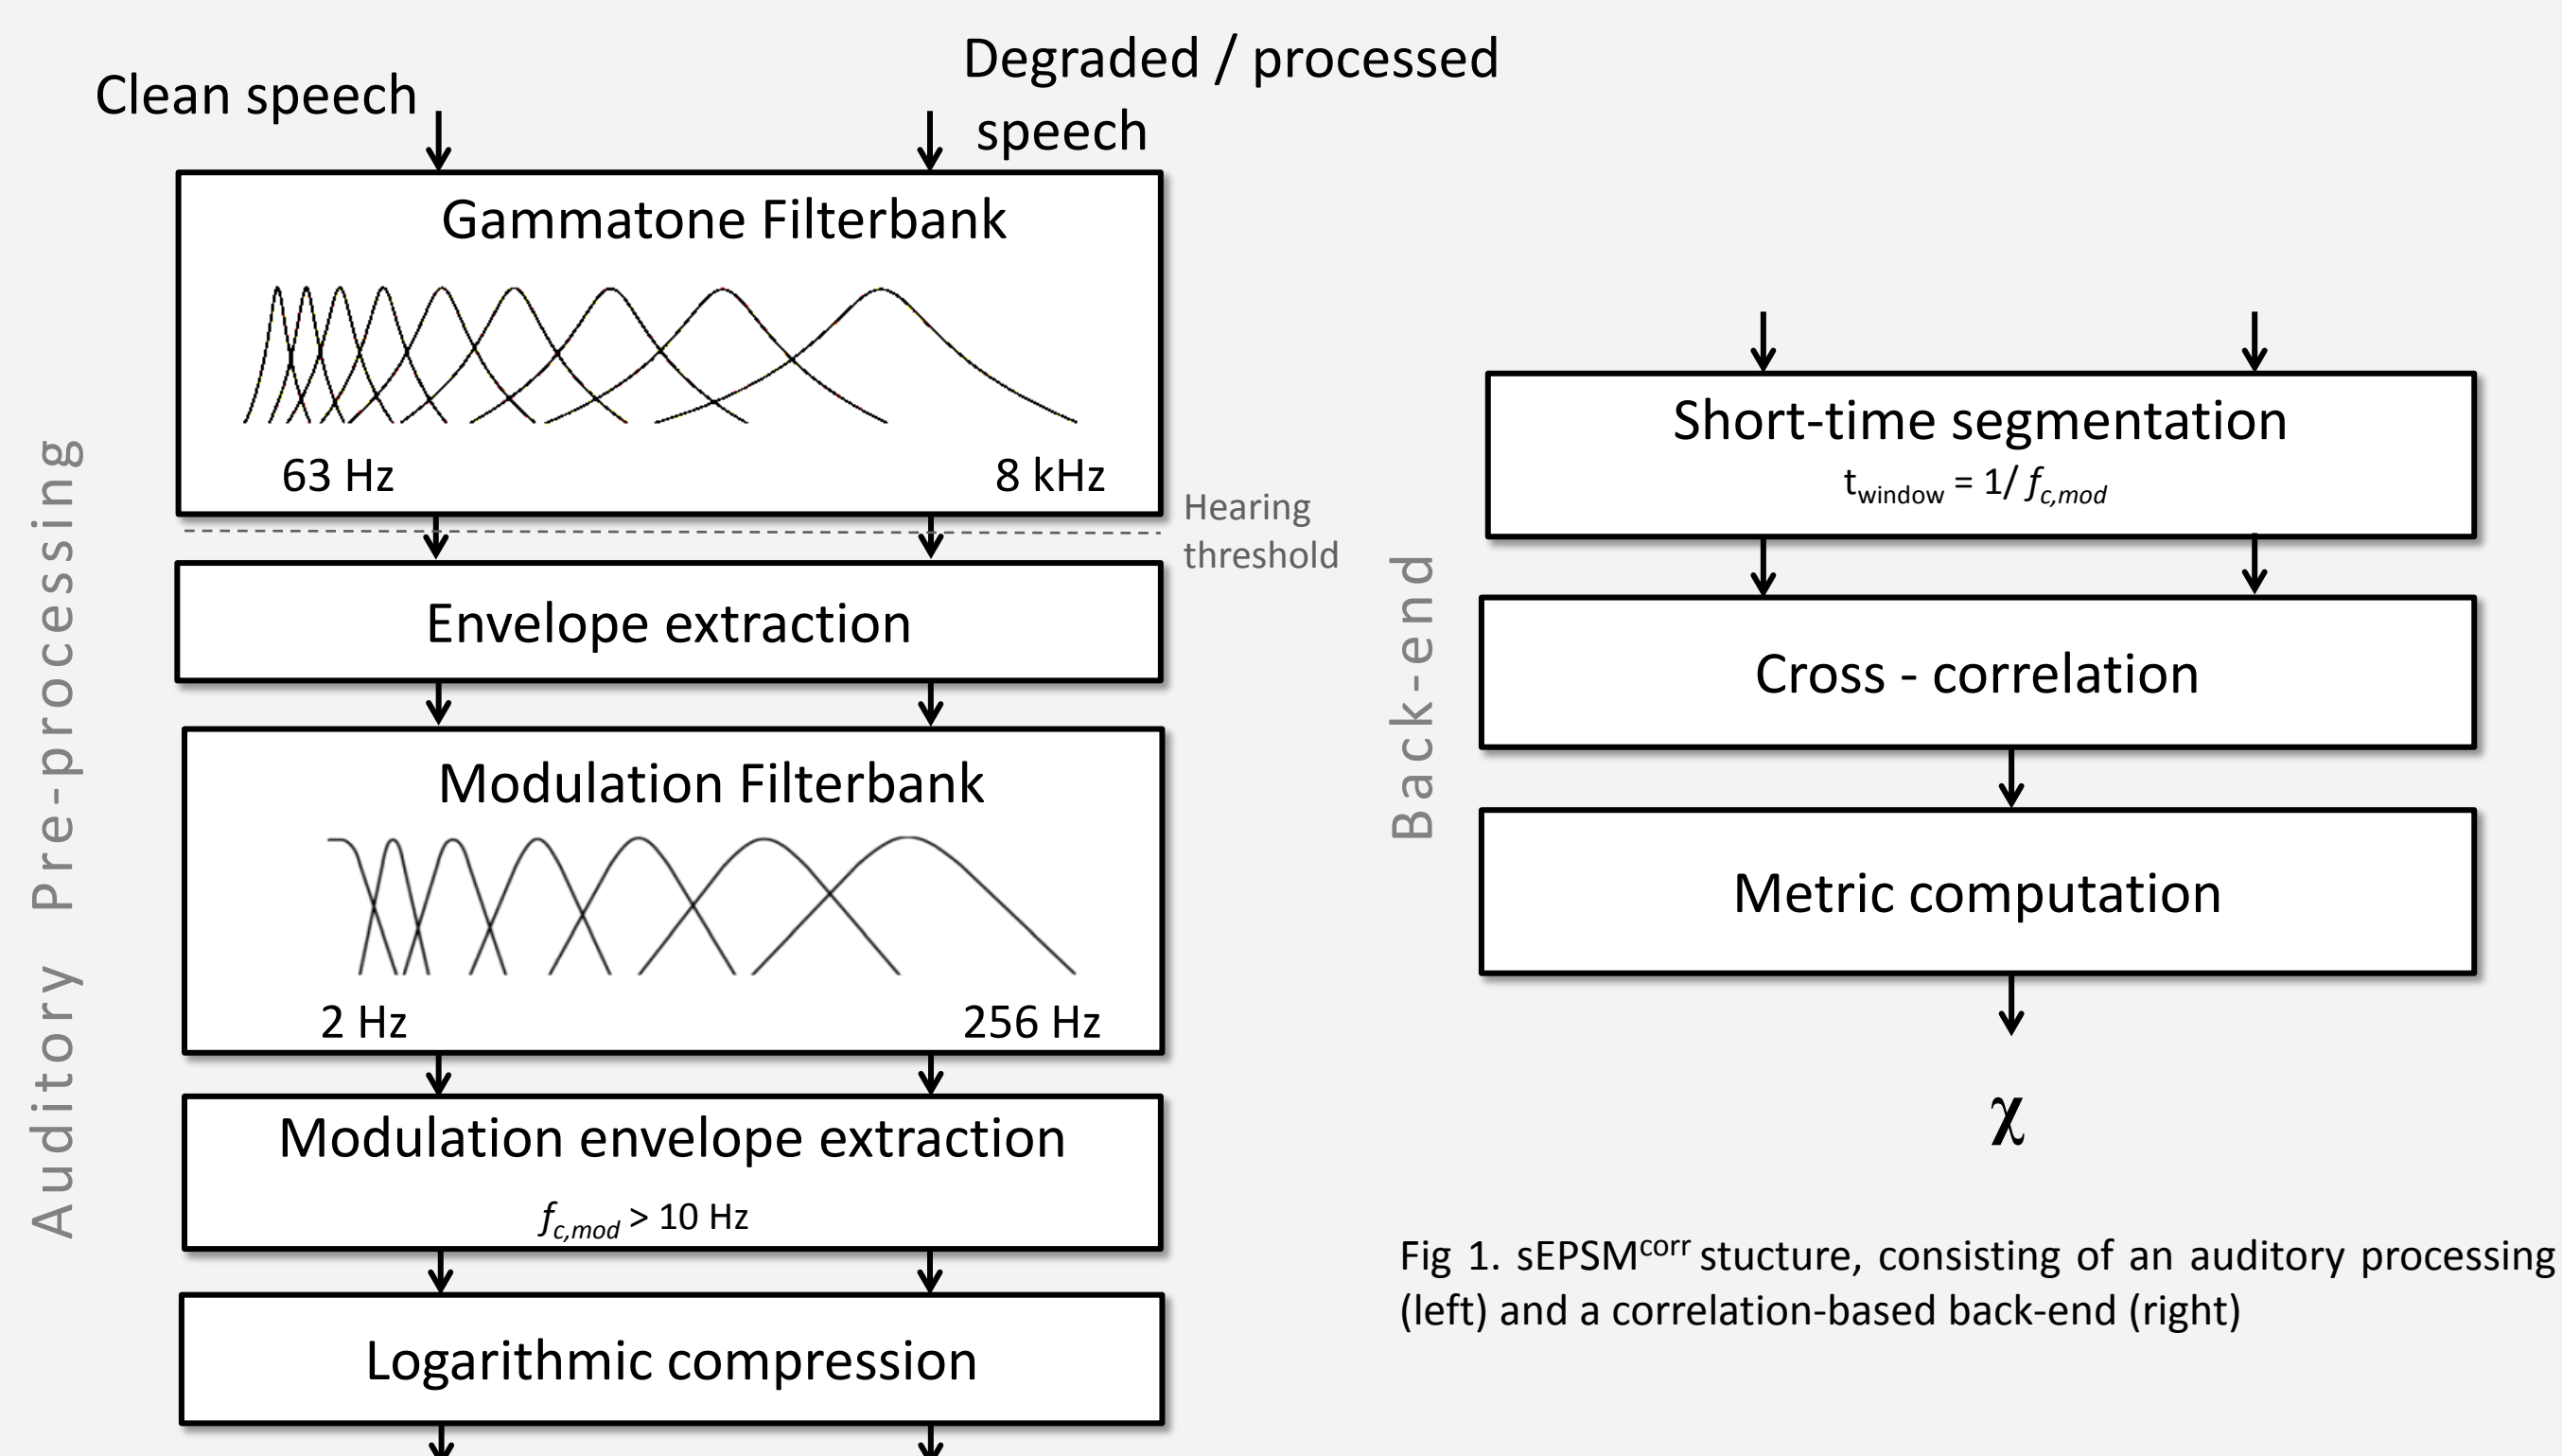 Clean speech
Degraded / processed
speech
Gammatone Filterbank
63 Hz
8 kHz
Hearing
threshold
Envelope extraction
Modulation Filterbank
2 Hz
256 Hz
Modulation envelope extraction
fc,mod > 10 Hz
Logarithmic compression
Auditory Pre-processing
Short-time segmentation
twindow = 1/ fc,mod
Cross - correlation
Metric computation
χ
Back-end
Fig 1. sEPSMcorr stucture, consisting of an auditory processing
(left) and a correlation-based back-end (right)